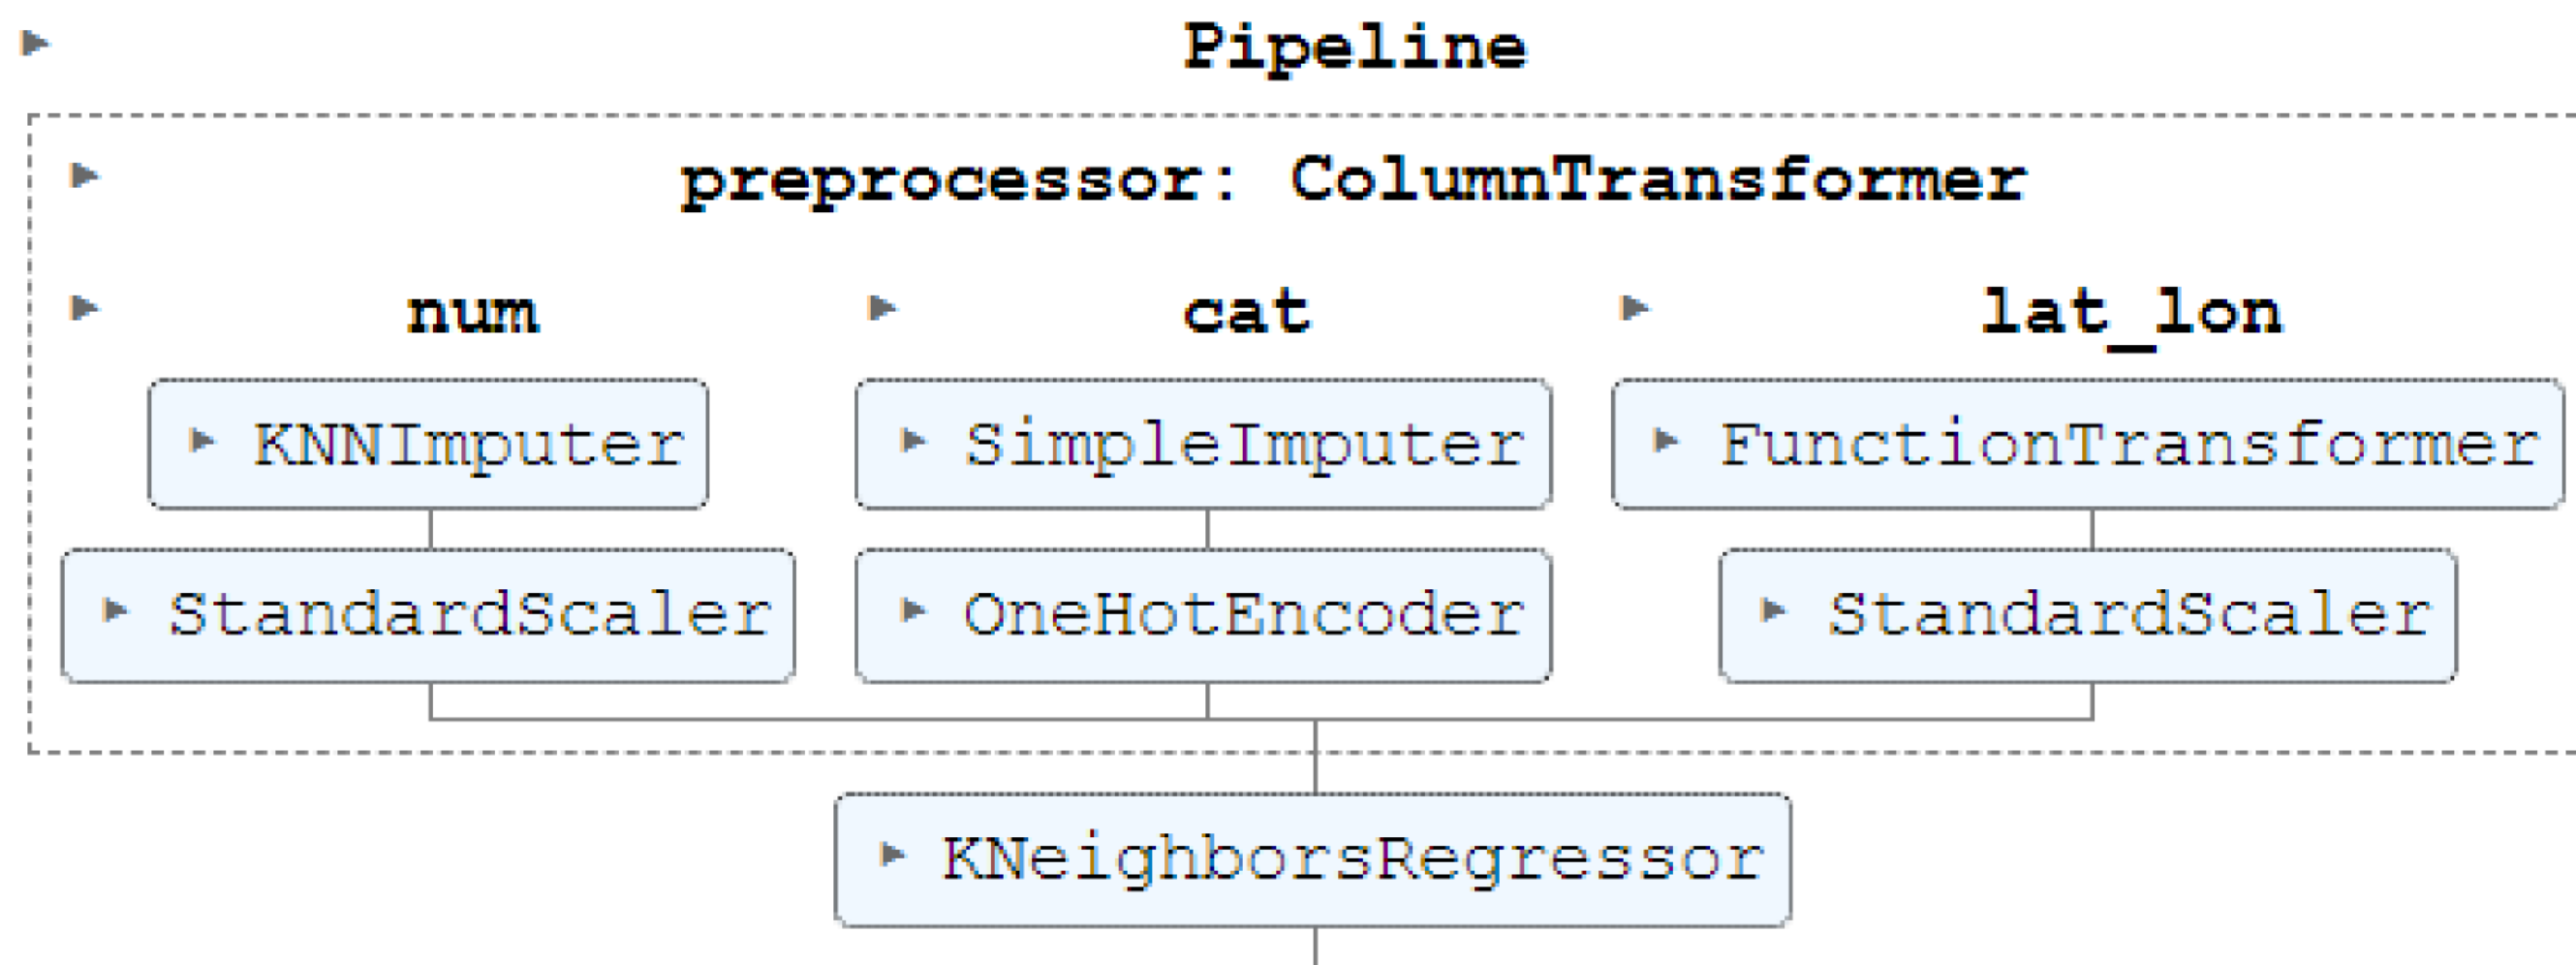 Pipeline
preprocessor: ColumnTransformer
num cat lat_lon
KNNImputer SimpleImputer FunctionTransformer
StandardScaler OneHotEncoder StandardScaler
KNeighborsRegressor